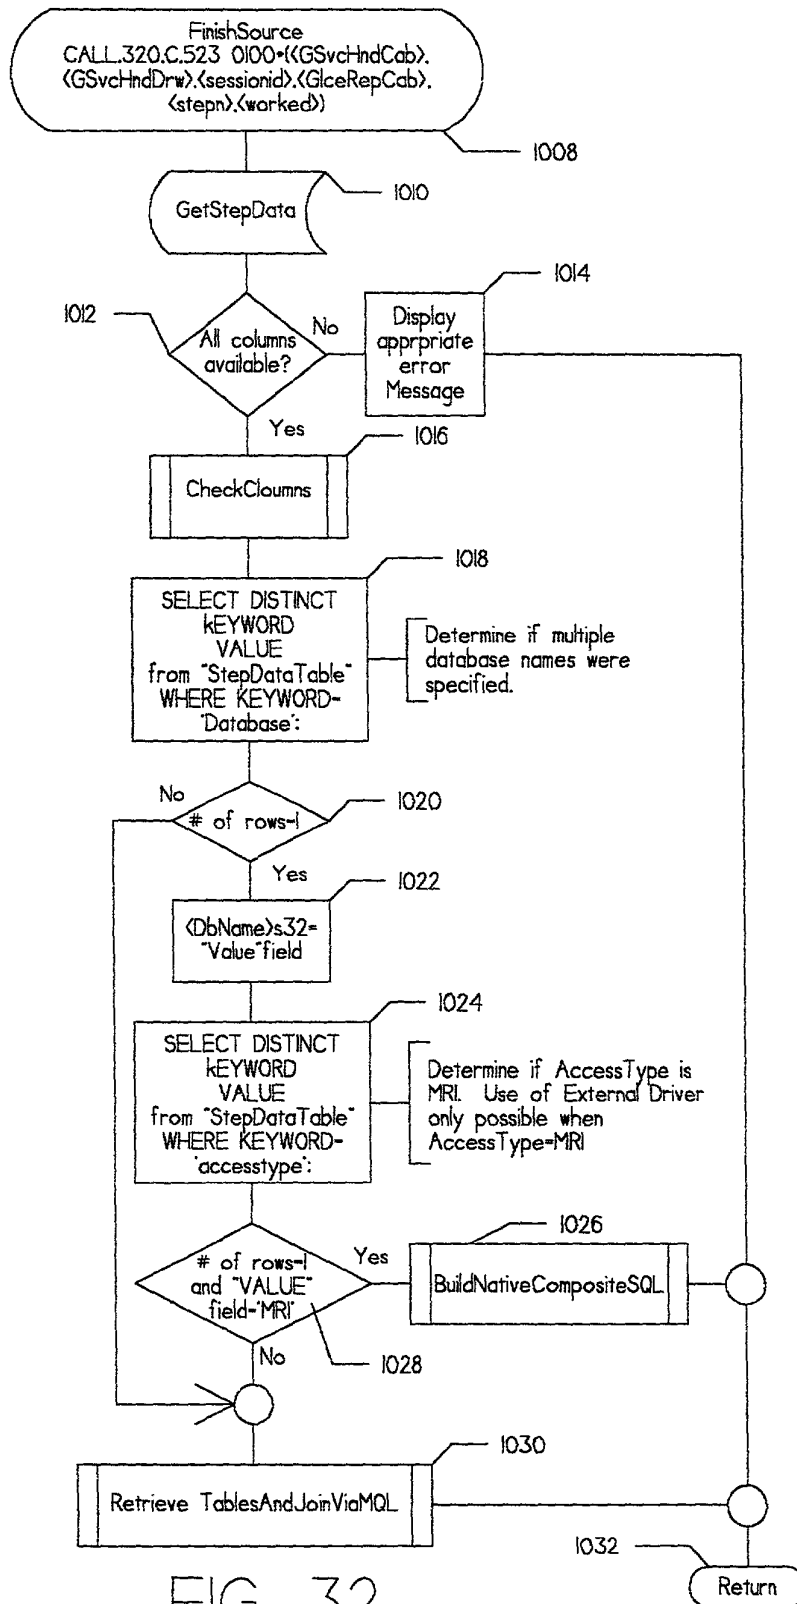 FinishSource
CALL.320.C.523 0100*(<GSvcHndCab>.
<GSvcHndDrw>.<sessionid>.<GlceRepCab>.
<stepn>.<worked>)
1008
GetStepData
1010
1012
All columns
available?
No
Yes
1014
Display
apprpriate
error
Message
1016
CheckCloumns
1018
SELECT DISTINCT
kEYWORD
VALUE
from "StepDataTable"
WHERE KEYWORD=
'Database':
Determine if multiple
database names were
specified.
No
# of rows=1
1020
Yes
1022
<DbName>s32=
"Value"field
1024
SELECT DISTINCT
kEYWORD
VALUE
from "StepDataTable"
WHERE KEYWORD=
'accesstype':
Determine if AccessType is
MRI. Use of External Driver
only possible when
AccessType=MRI
# of rows=1
and "VALUE"
field='MRI'
Yes
1026
BuildNativeCompositeSQL
1028
No
1030
Retrieve TablesAndJoinViaMQL
1032
Return
FIG. 32